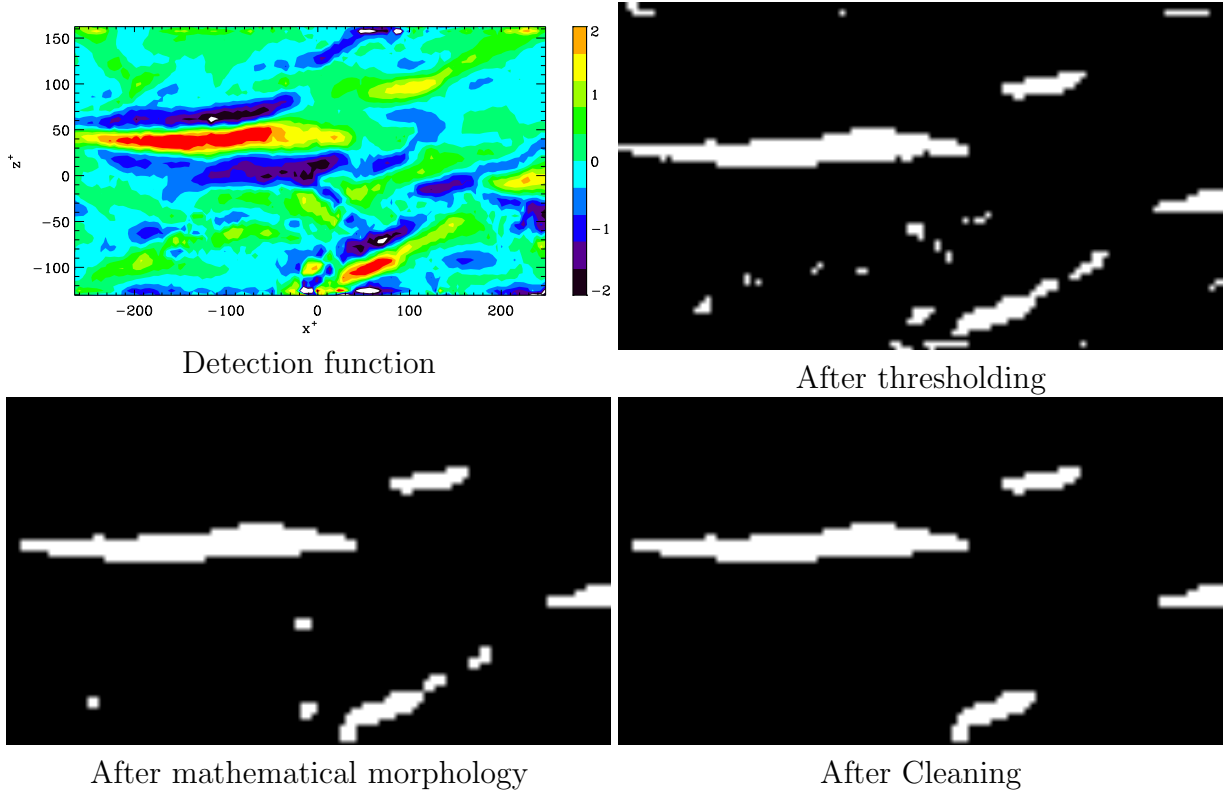 150
100
50
0
−50
−100
z+
−200
−100
0
100
200
x+
2
1
0
−1
−2
Detection function
After thresholding
After mathematical morphology
After Cleaning